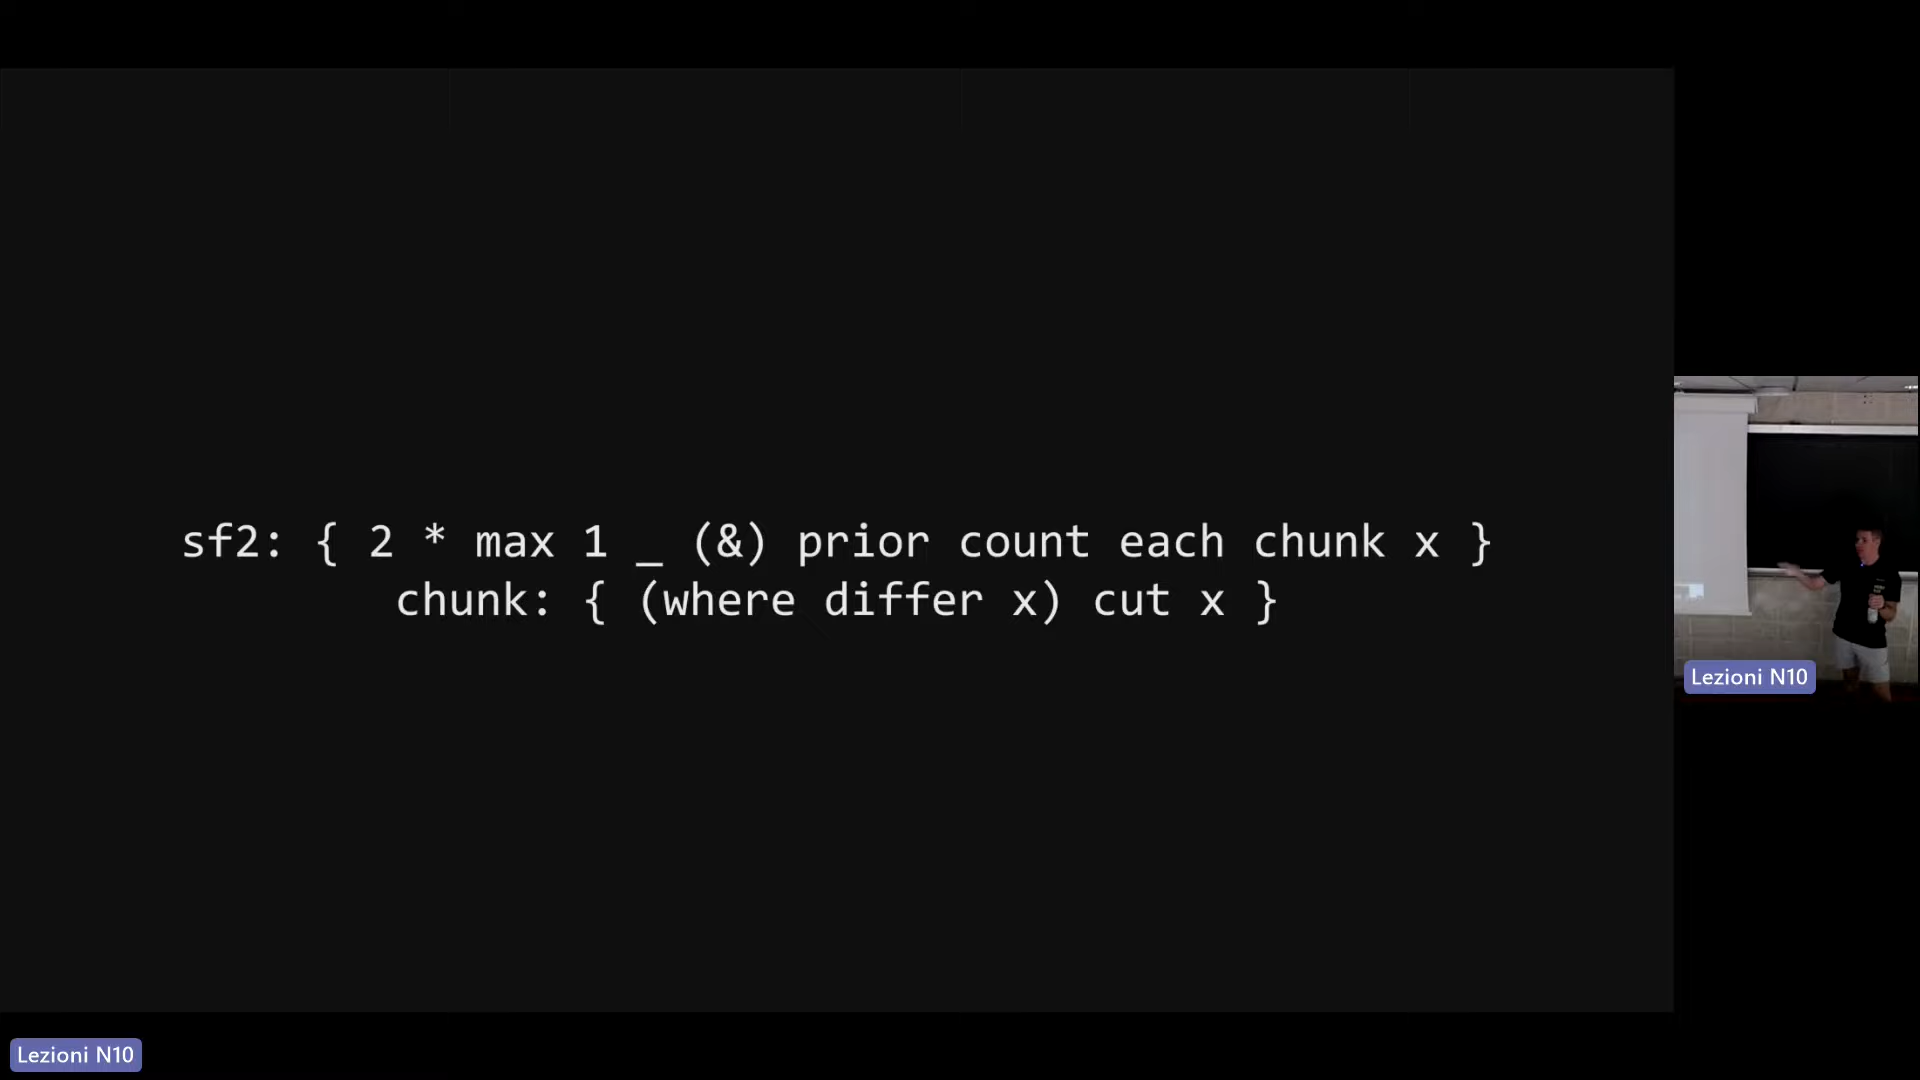 sf2: { 2 * max 1 _ (&) prior count each chunk x }
chunk: { (where differ x) cut x }
Lezioni N10
Lezioni N10